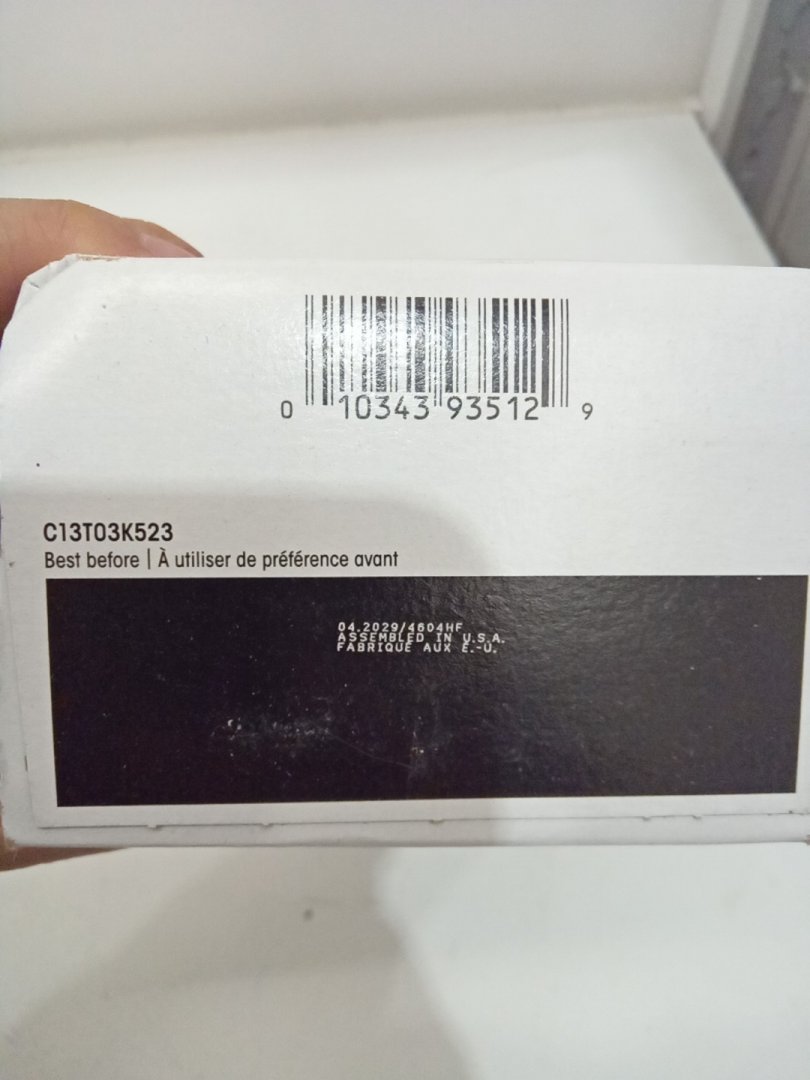 0 10343 93512 9
C13T03K523
Best before | À utiliser de préférence avant
04.2029/4604HF
ASSEMBLED IN U.S.A.
FABRIQUÉ AUX É.-U.